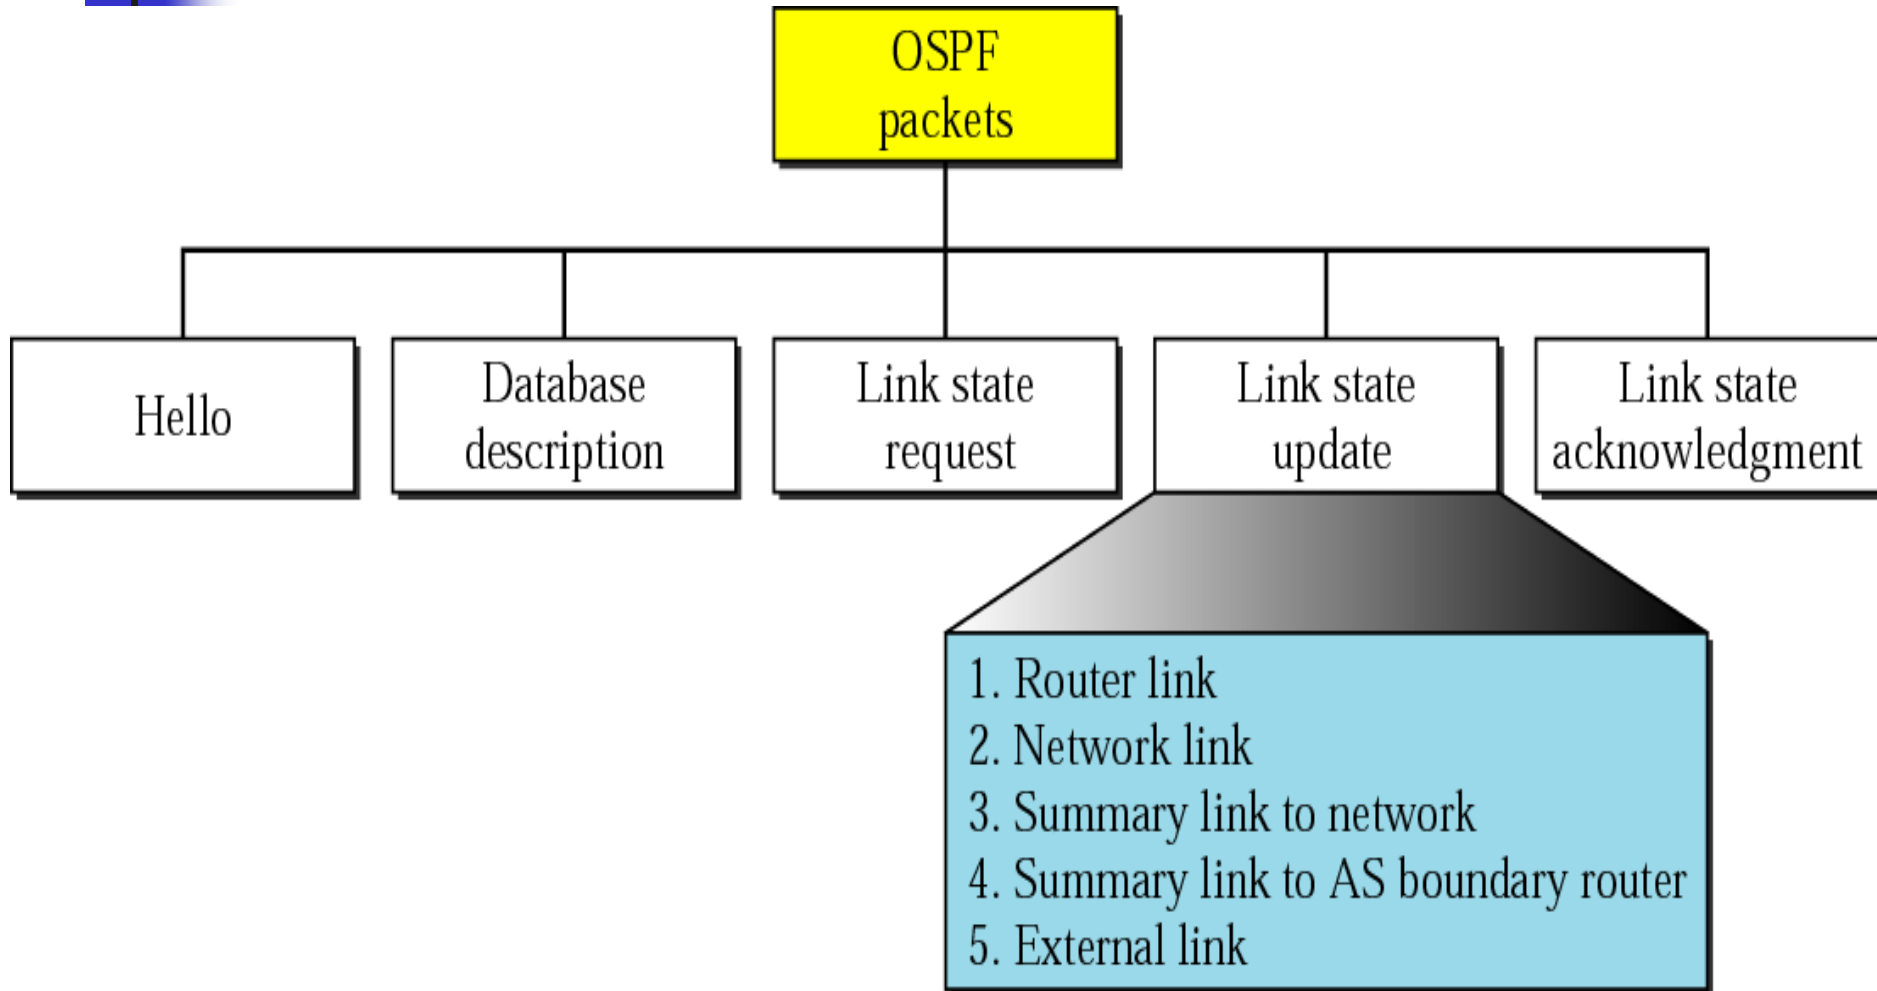 OSPF
packets
Hello
Database
description
Link state
request
Link state
update
Link state
acknowledgment
1. Router link
2. Network link
3. Summary link to network
4. Summary link to AS boundary router
5. External link